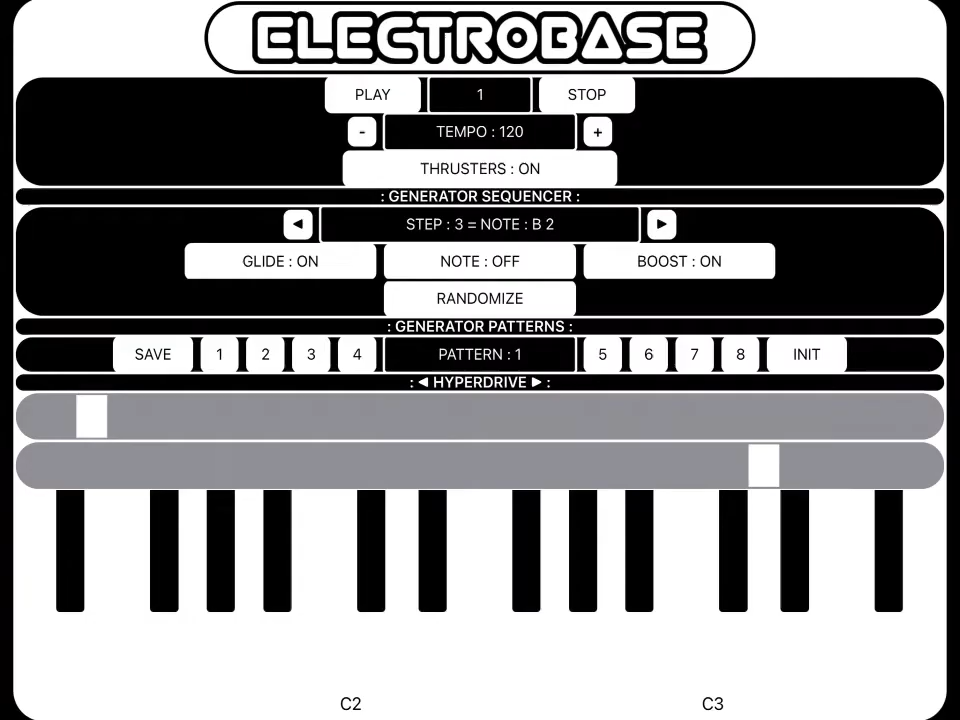 ELECTROBASE
PLAY 1 STOP
- TEMPO : 120 +
THRUSTERS : ON
: GENERATOR SEQUENCER :
◄ STEP : 3 = NOTE : B 2 ►
GLIDE : ON NOTE : OFF BOOST : ON
RANDOMIZE
: GENERATOR PATTERNS :
SAVE 1 2 3 4 PATTERN : 1 5 6 7 8 INIT
: ◄ HYPERDRIVE ► :
C2 C3